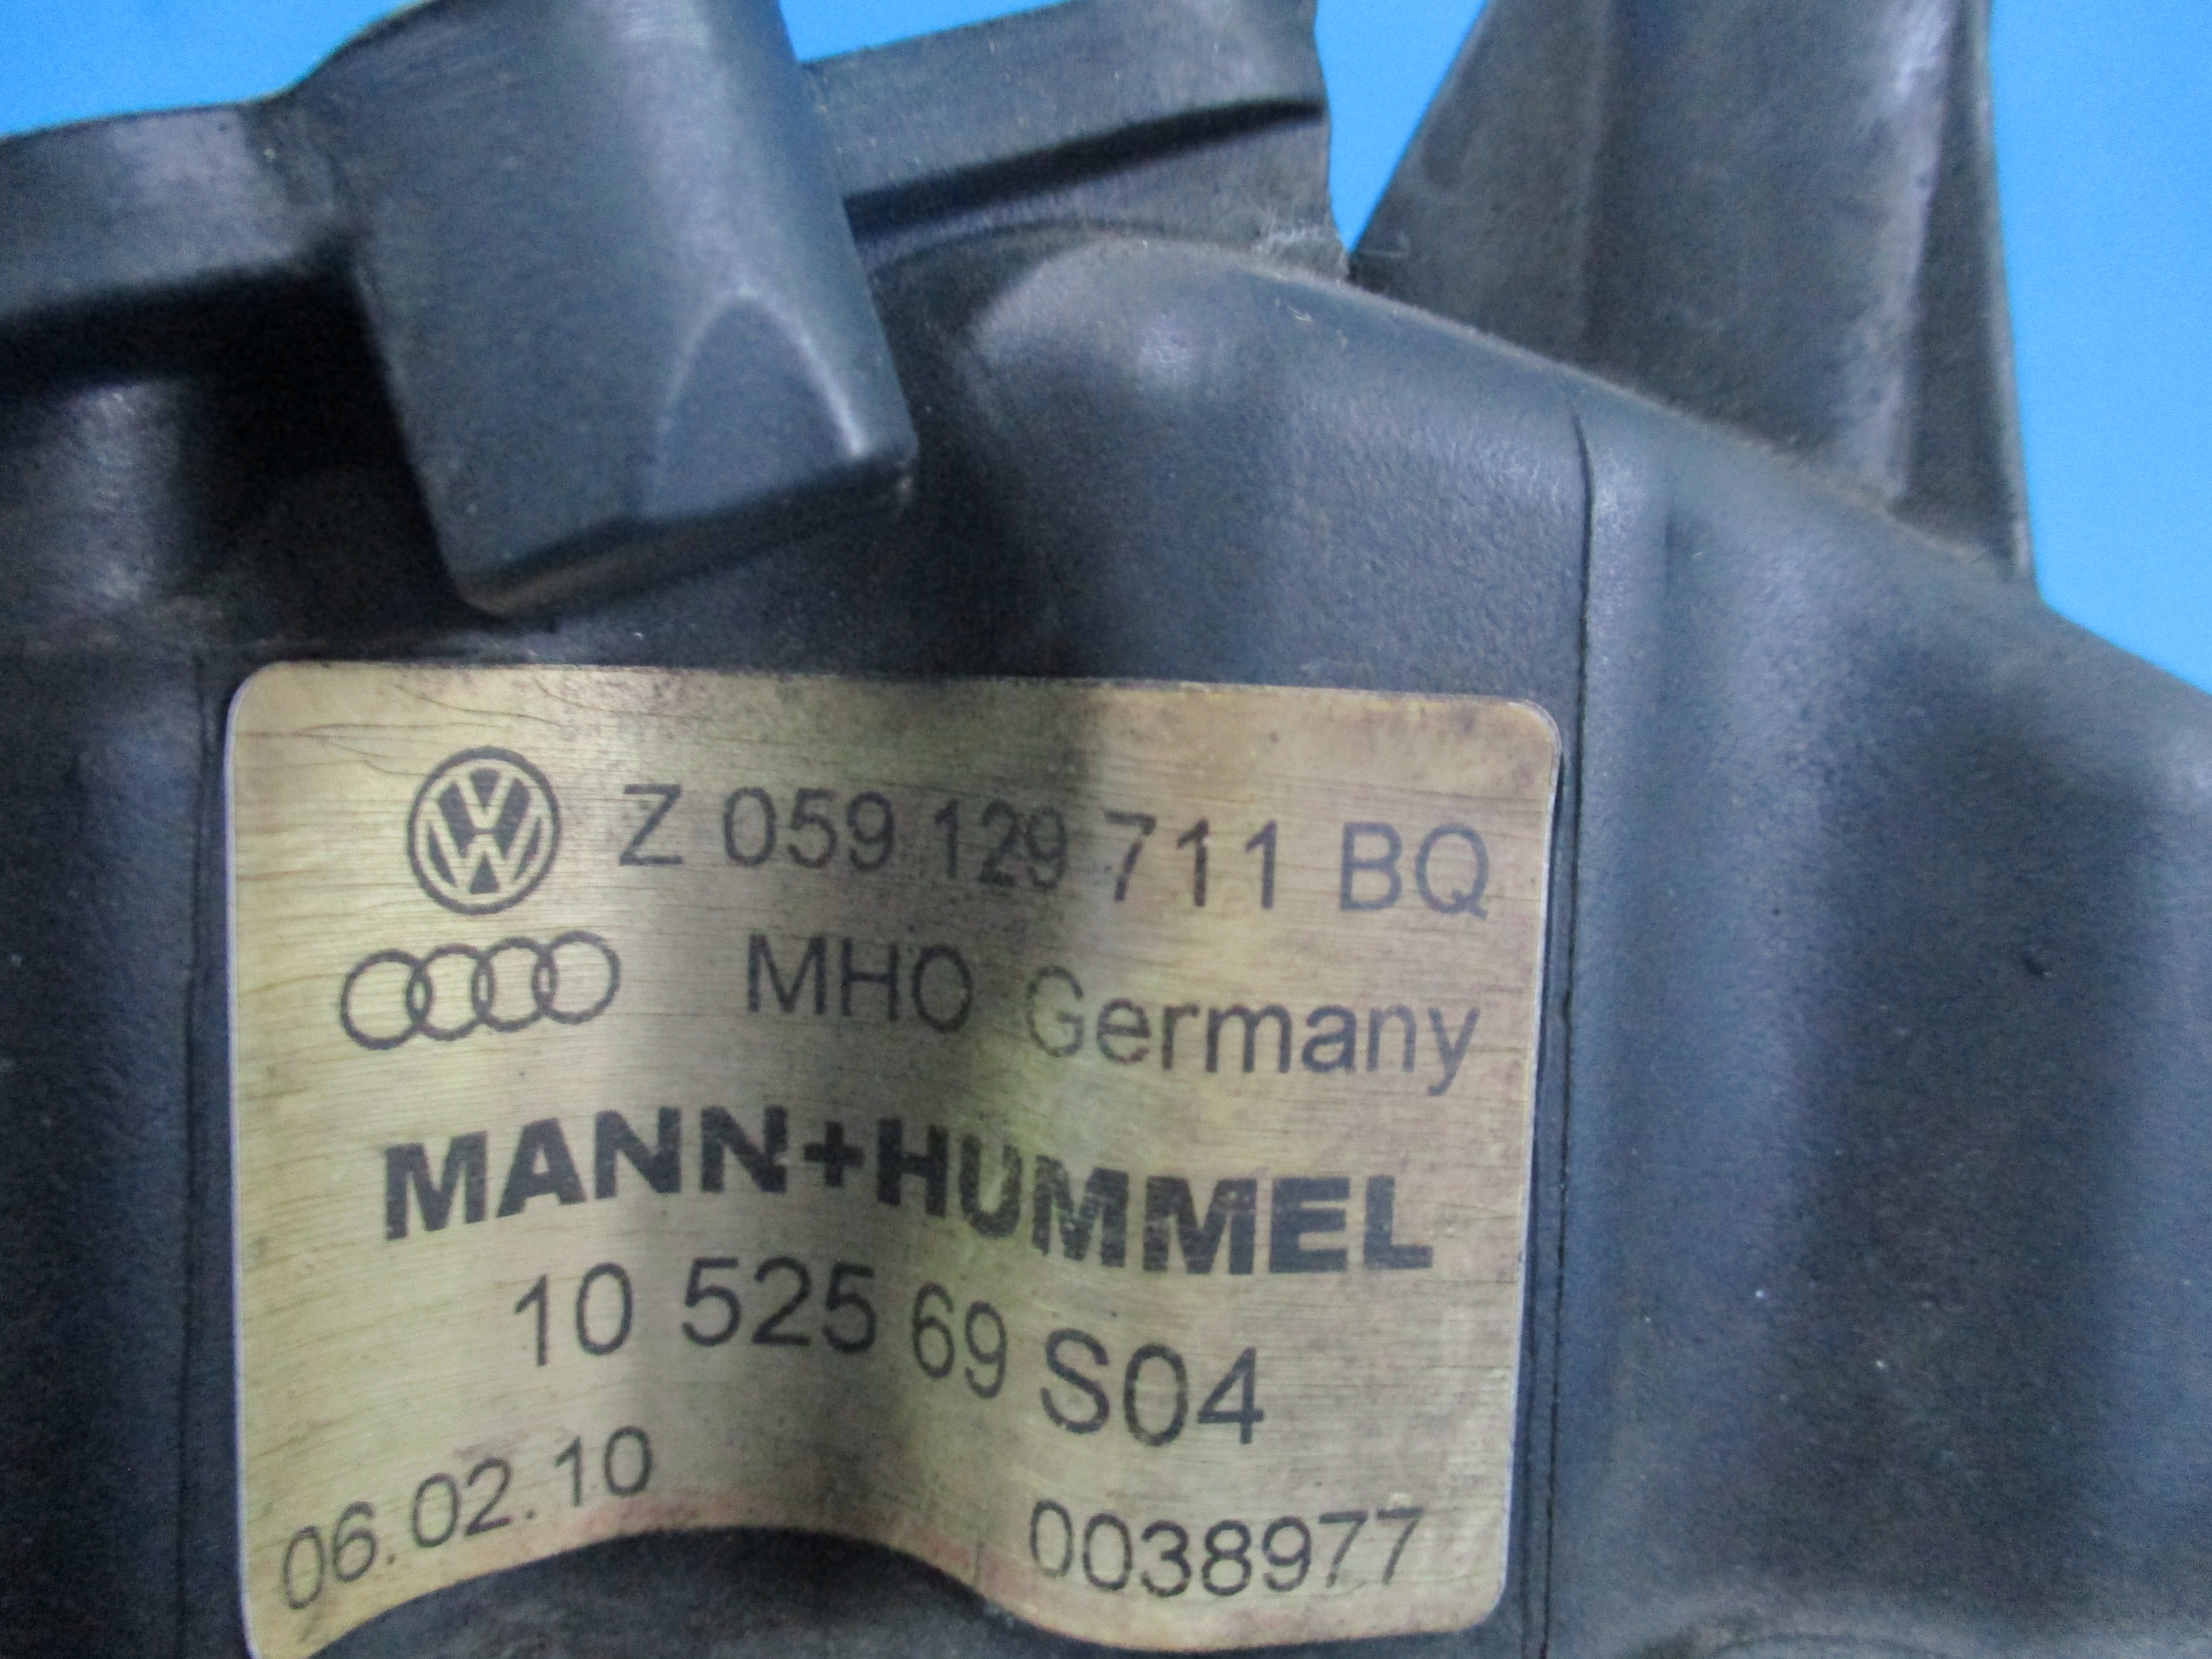 Z 059 129 711 BQ
MHO Germany
MANN+HUMMEL
10 525 69 S04
06.02.10 0038977